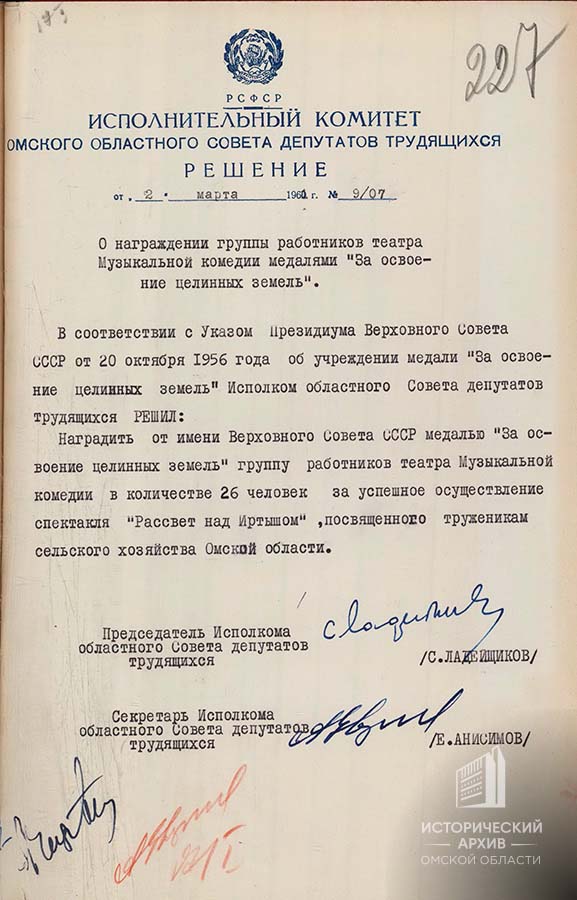 227
РСФСР
ИСПОЛНИТЕЛЬНЫЙ КОМИТЕТ
ОМСКОГО ОБЛАСТНОГО СОВЕТА ДЕПУТАТОВ ТРУДЯЩИХСЯ
РЕШЕНИЕ
от „ 2 " марта 1961 г. № 9/07
О награждении группы работников театра
Музыкальной комедии медалями "За освое-
ние целинных земель".
В соответствии с Указом Президиума Верховного Совета
СССР от 20 октября 1956 года об учреждении медали "За освое-
ние целинных земель" Исполком областного Совета депутатов
трудящихся РЕШИЛ:
Наградить от имени Верховного Совета СССР медалью "За ос-
воение целинных земель" группу работников театра Музыкальной
комедии в количестве 26 человек за успешное осуществление
спектакля "Рассвет над Иртышом",посвященного труженикам
сельского хозяйства Омской области.
Председатель Исполкома
областного Совета депутатов
трудящихся /С.ЛАДЕЙЩИКОВ/
Секретарь Исполкома
областного Совета депутатов
трудящихся /Е.АНИСИМОВ/
ИСТОРИЧЕСКИЙ
АРХИВ
ОМСКОЙ ОБЛАСТИ